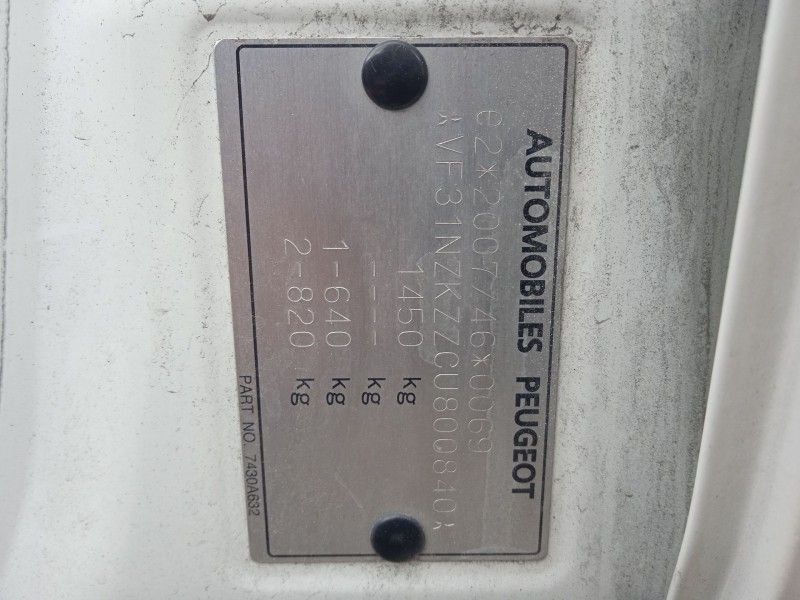 AUTOMOBILES PEUGEOT
e2*2007/46*0069
*VF31NZKZZCU800840*
1450 kg
---- kg
1-640 kg
2-820 kg
PART NO. 7430A632